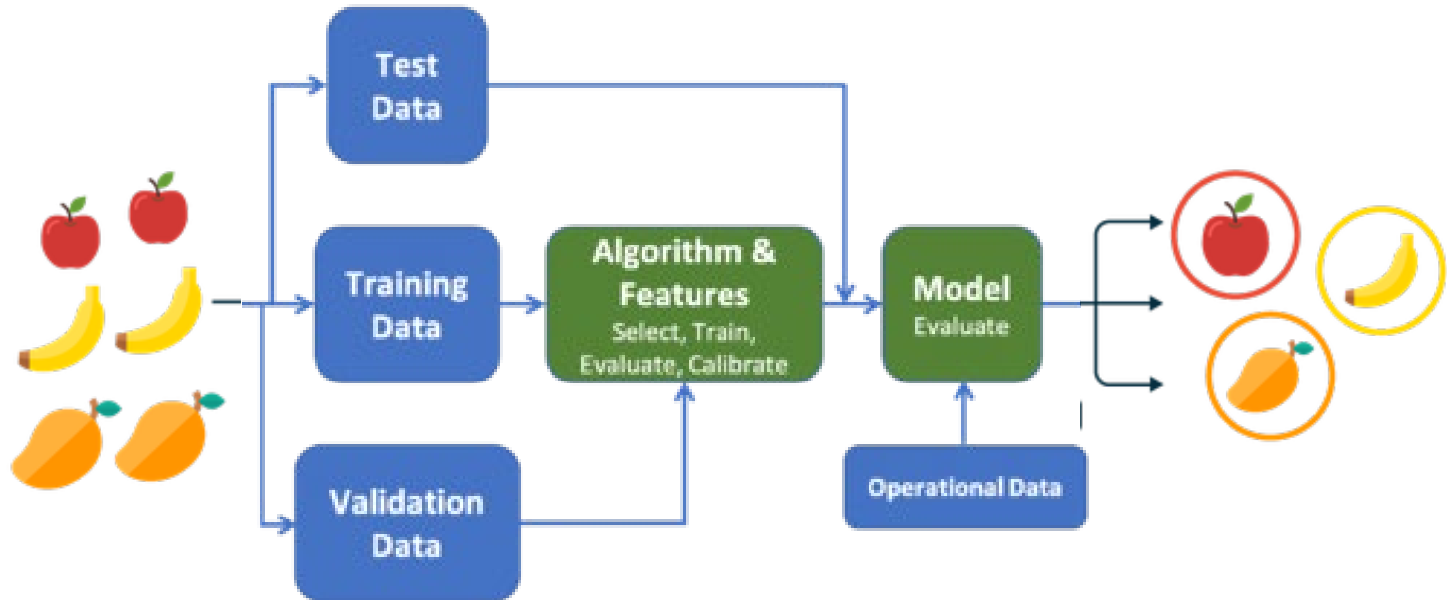 Test
Data
Training
Data
Algorithm &
Features
Select, Train,
Evaluate, Calibrate
Model
Evaluate
Validation
Data
Operational Data